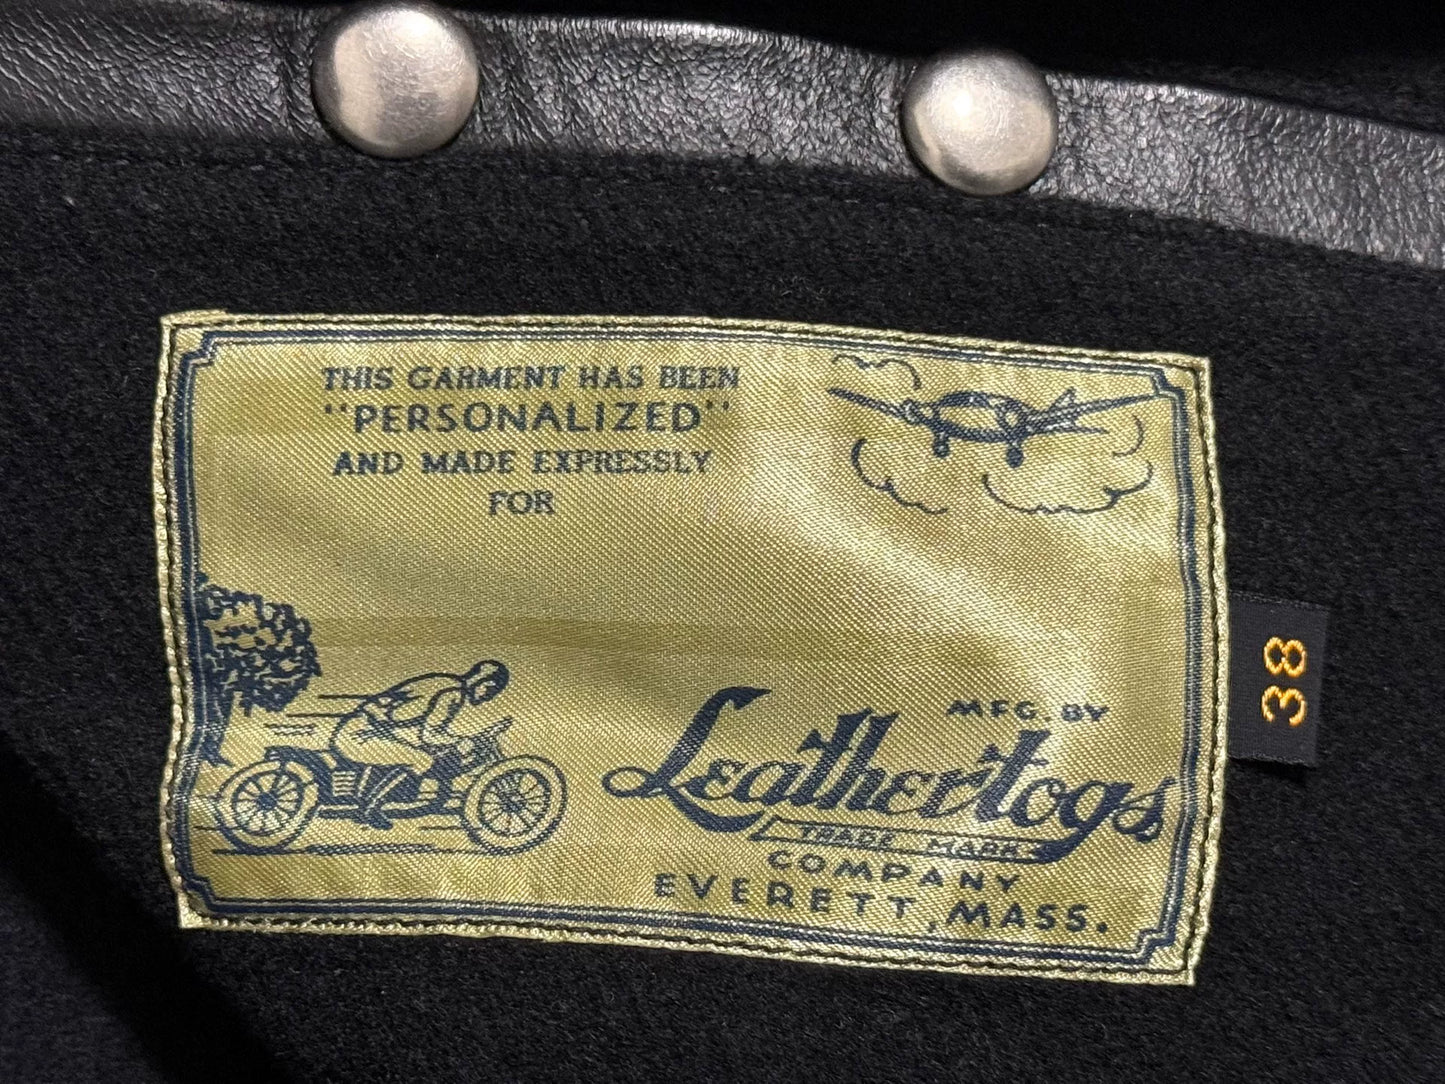 THIS GARMENT HAS BEEN
"PERSONALIZED"
AND MADE EXPRESSLY
FOR
MFG. BY
Leathertogs
TRADE MARK
COMPANY
EVERETT, MASS.
38